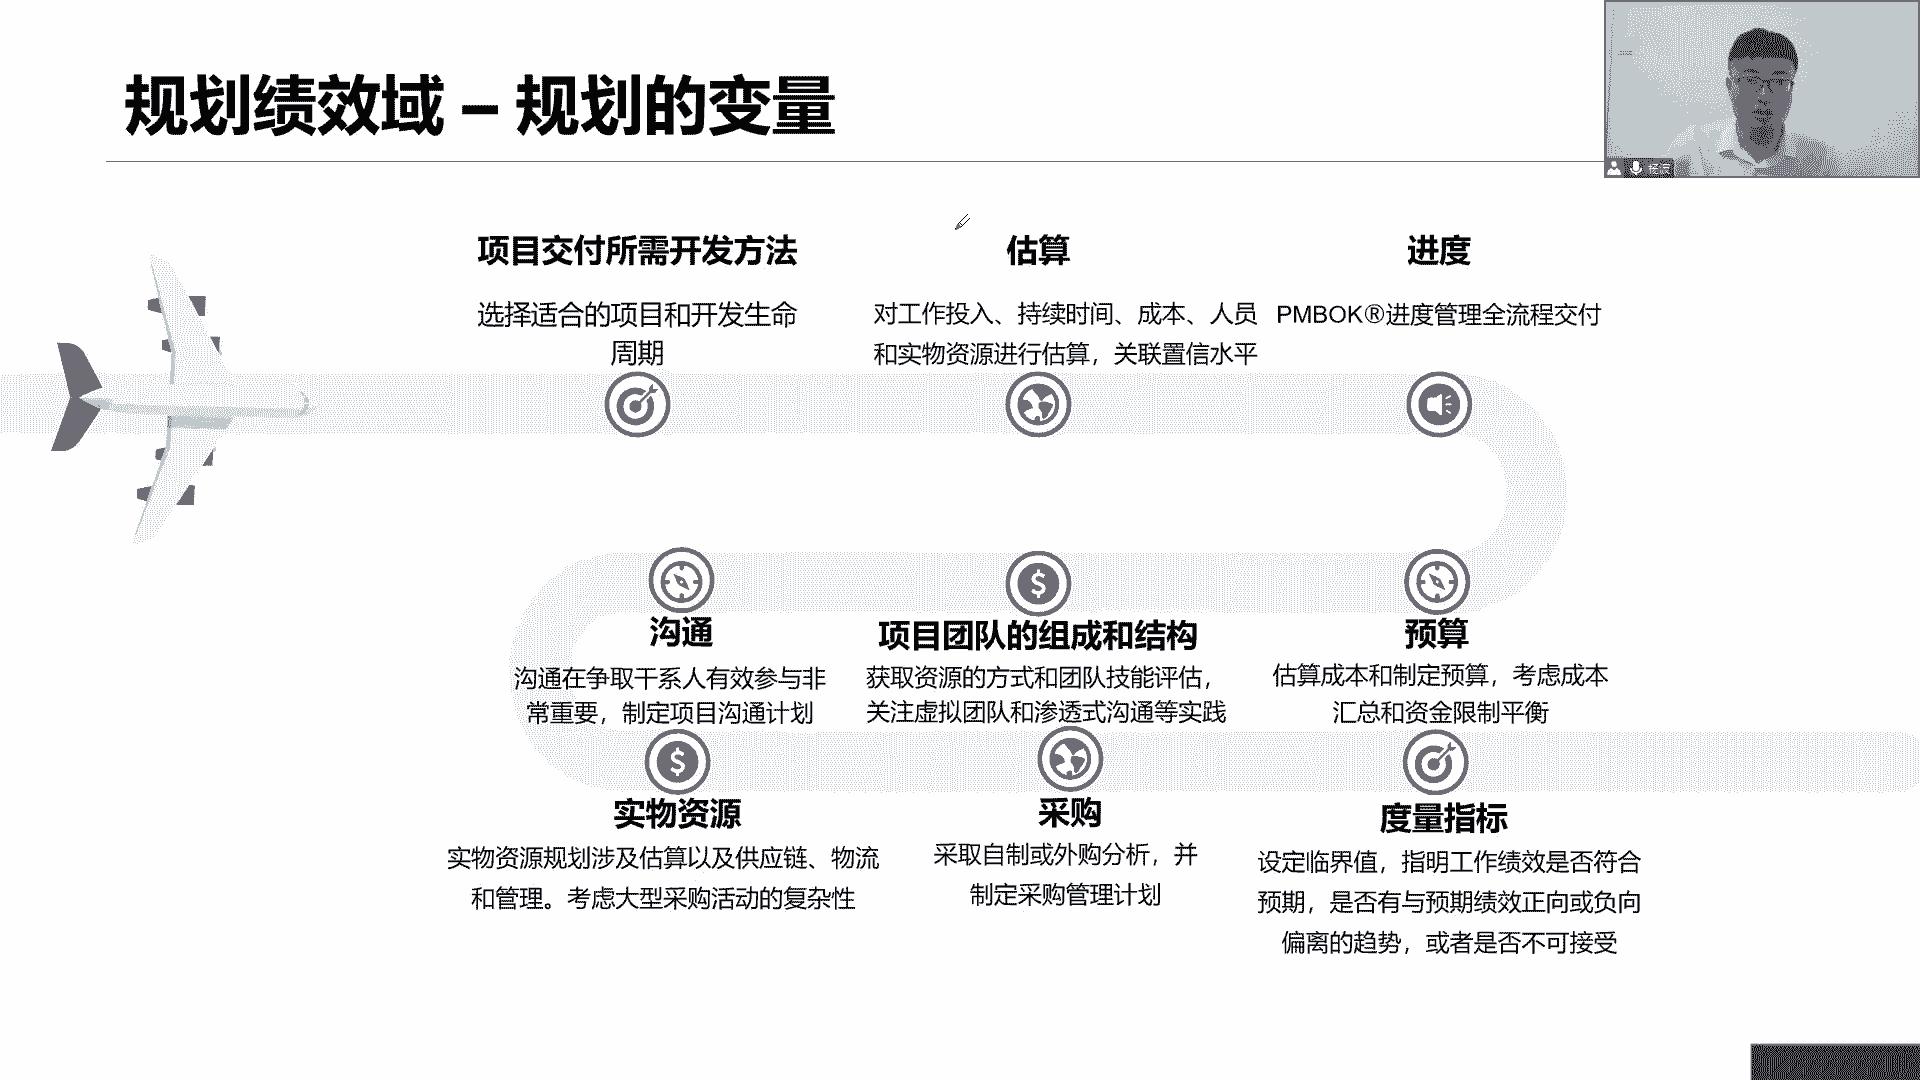 规划绩效域 – 规划的变量
项目交付所需开发方法
选择适合的项目和开发生命
周期
估算
对工作投入、持续时间、成本、人员
和实物资源进行估算，关联置信水平
进度
PMBOK®进度管理全流程交付
沟通
沟通在争取干系人有效参与非
常重要，制定项目沟通计划
项目团队的组成和结构
获取资源的方式和团队技能评估，
关注虚拟团队和渗透式沟通等实践
预算
估算成本和制定预算，考虑成本
汇总和资金限制平衡
实物资源
实物资源规划涉及估算以及供应链、物流
和管理。考虑大型采购活动的复杂性
采购
采取自制或外购分析，并
制定采购管理计划
度量指标
设定临界值，指明工作绩效是否符合
预期，是否有与预期绩效正向或负向
偏离的趋势，或者是否不可接受